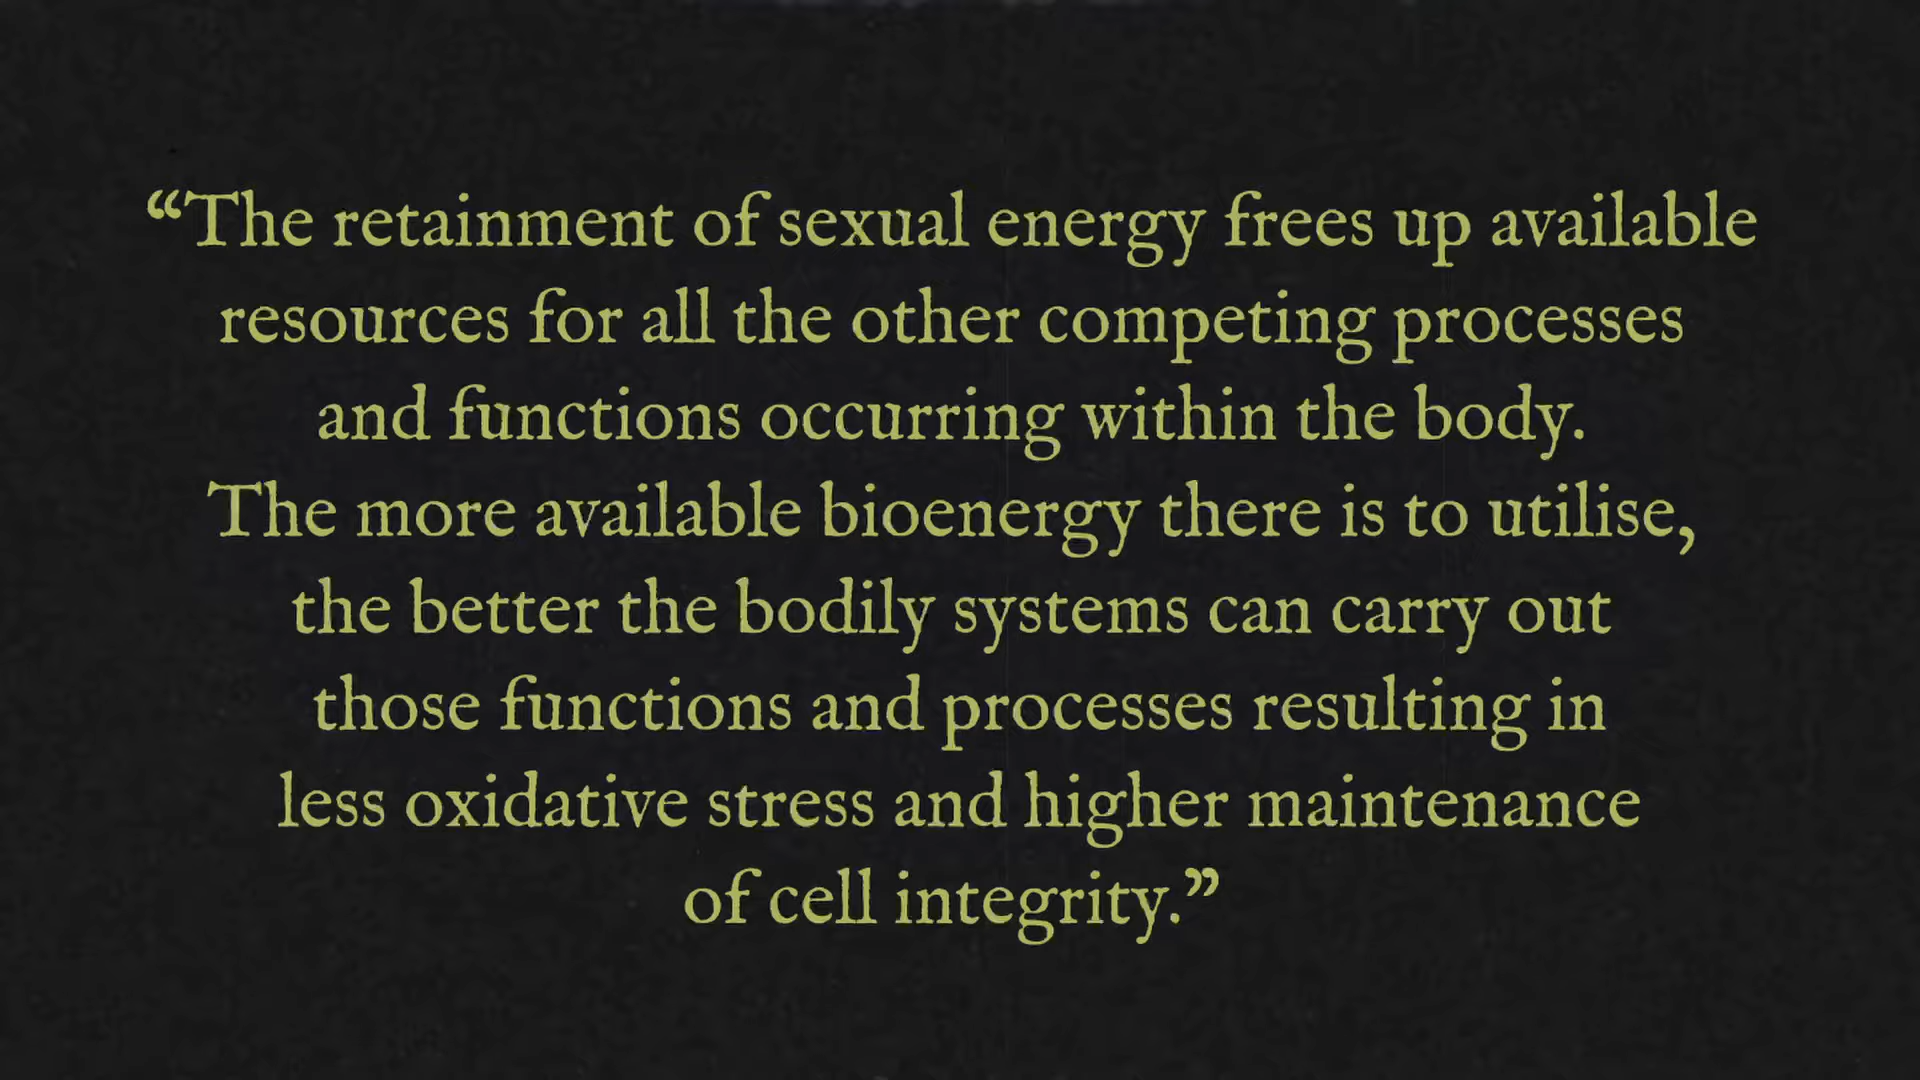 “The retainment of sexual energy frees up available
resources for all the other competing processes
and functions occurring within the body.
The more available bioenergy there is to utilise,
the better the bodily systems can carry out
those functions and processes resulting in
less oxidative stress and higher maintenance
of cell integrity.”